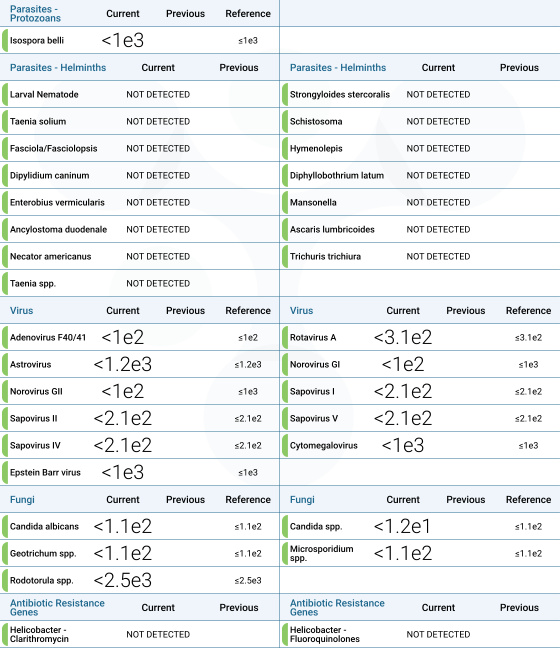 Parasites - Protozoans Current Previous Reference
Isospora belli <1e3 ≤1e3
Parasites - Helminths Current Previous Parasites - Helminths Current Previous
Larval Nematode NOT DETECTED Strongyloides stercoralis NOT DETECTED
Taenia solium NOT DETECTED Schistosoma NOT DETECTED
Fasciola/Fasciolopsis NOT DETECTED Hymenolepis NOT DETECTED
Dipylidium caninum NOT DETECTED Diphyllobothrium latum NOT DETECTED
Enterobius vermicularis NOT DETECTED Mansonella NOT DETECTED
Ancylostoma duodenale NOT DETECTED Ascaris lumbricoides NOT DETECTED
Necator americanus NOT DETECTED Trichuris trichiura NOT DETECTED
Taenia spp. NOT DETECTED
Virus Current Previous Reference Virus Current Previous Reference
Adenovirus F40/41 <1e2 ≤1e2 Rotavirus A <3.1e2 ≤3.1e2
Astrovirus <1.2e3 ≤1.2e3 Norovirus GI <1e2 ≤1e3
Norovirus GII <1e2 ≤1e3 Sapovirus I <2.1e2 ≤2.1e2
Sapovirus II <2.1e2 ≤2.1e2 Sapovirus V <2.1e2 ≤2.1e2
Sapovirus IV <2.1e2 ≤2.1e2 Cytomegalovirus <1e3 ≤1e3
Epstein Barr virus <1e3 ≤1e3
Fungi Current Previous Reference Fungi Current Previous Reference
Candida albicans <1.1e2 ≤1.1e2 Candida spp. <1.2e1 ≤1.1e2
Geotrichum spp. <1.1e2 ≤1.1e2 Microsporidium spp. <1.1e2 ≤1.1e2
Rodotorula spp. <2.5e3 ≤2.5e3
Antibiotic Resistance Genes Current Previous Antibiotic Resistance Genes Current Previous
Helicobacter - Clarithromycin NOT DETECTED Helicobacter - Fluoroquinolones NOT DETECTED